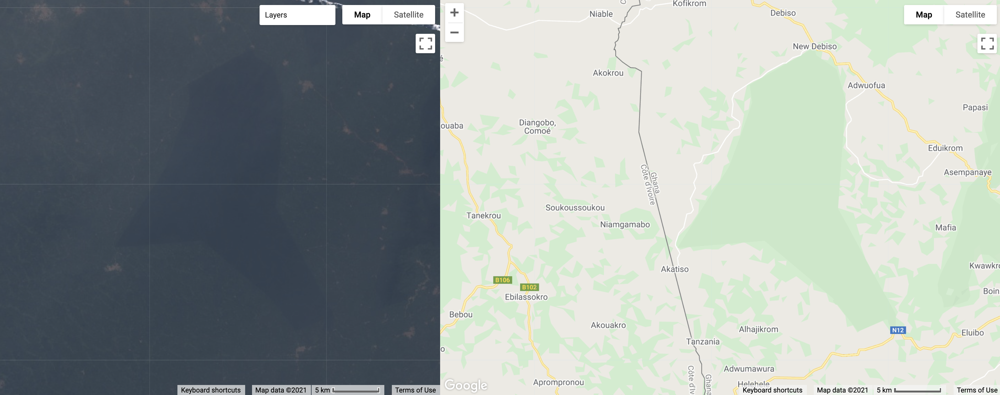 Layers
Map
Satellite
Keyboard shortcuts
Map data ©2021
5 km
Terms of Use
Kofikrom
Niable
Debiso
Map
Satellite
New Debiso
é
Akokrou
Adwuofua
Papasi
Diangobo,
Comoé
ouaba
Eduikrom
Asempanaye
Ghana
Côte d'Ivoire
Soukoussoukou
Tanekrou
Niamgamabo
Mafia
Kwawkro
Akatiso
B106
B102
Ebilassokro
Boin
Bebou
Akouakro
Alhajikrom
N12
Eluibo
Tanzania
o
Adwumawura
Côte d'Iv
Ghana
Aprompronou
Helehele
Google
Keyboard shortcuts
Map data ©2021
5 km
Terms of Use